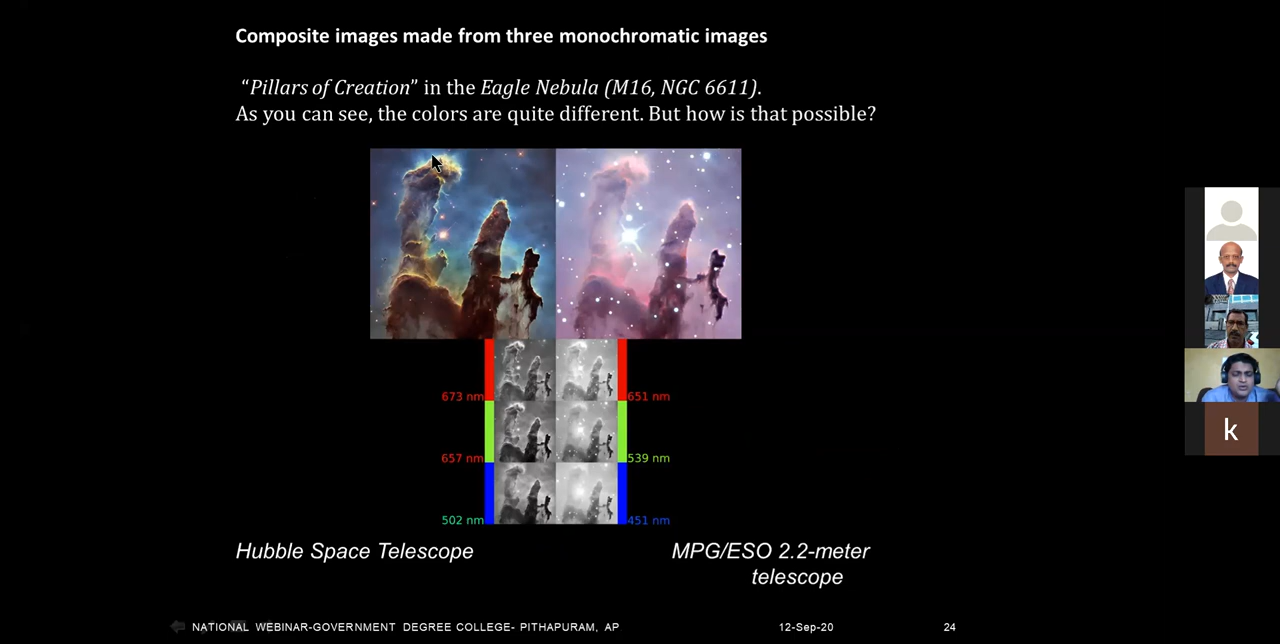 Composite images made from three monochromatic images
“Pillars of Creation” in the Eagle Nebula (M16, NGC 6611).
As you can see, the colors are quite different. But how is that possible?
673 nm
651 nm
657 nm
539 nm
502 nm
451 nm
Hubble Space Telescope
MPG/ESO 2.2-meter
telescope
NATIONAL WEBINAR-GOVERNMENT DEGREE COLLEGE- PITHAPURAM, AP
12-Sep-20
24
k